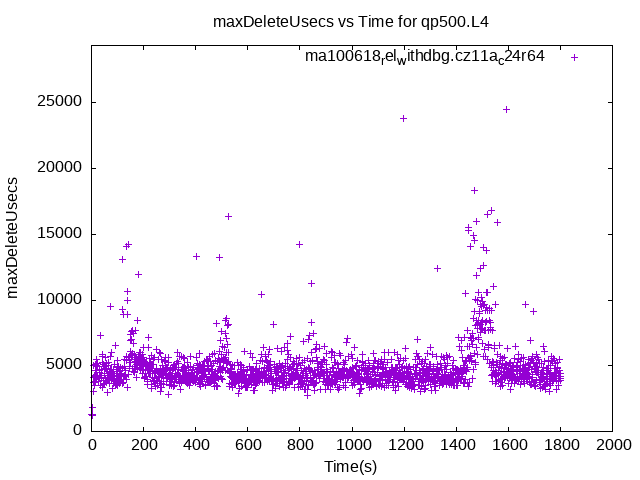 maxDeleteUsecs vs Time for qp500.L4
ma100618relwithdbg.cz11ac24r64
25000
20000
15000
10000
5000
0
maxDeleteUsecs
0 200 400 600 800 1000 1200 1400 1600 1800 2000
Time(s)